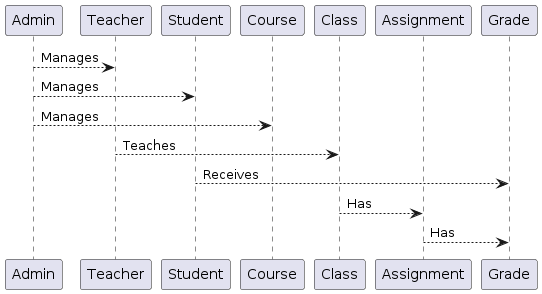 Admin Teacher Student Course Class Assignment Grade
Manages
Manages
Manages
Teaches
Receives
Has
Has
Admin Teacher Student Course Class Assignment Grade